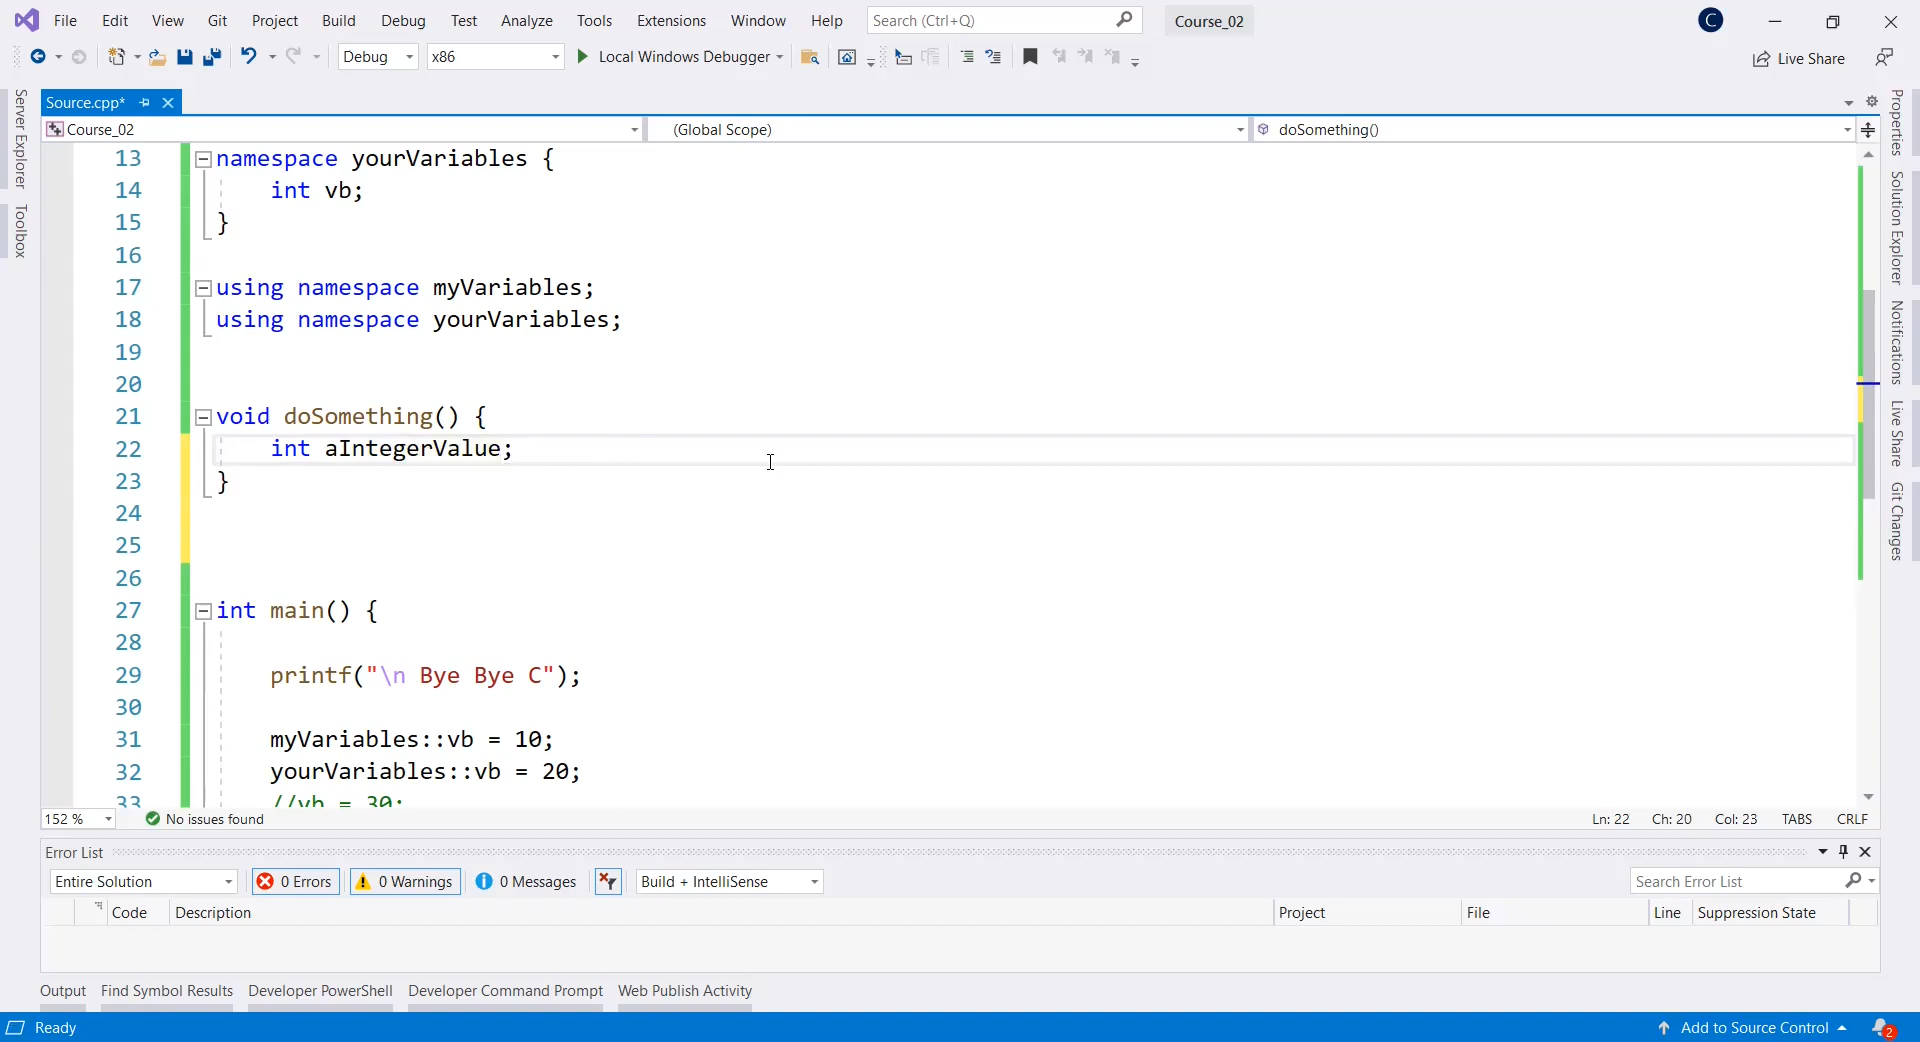 File Edit View Git Project Build Debug Test Analyze Tools Extensions Window Help Search (Ctrl+Q) Course_02 C
Debug x86 Local Windows Debugger Live Share
Source.cpp*
Course_02 (Global Scope) doSomething()
13 namespace yourVariables {
14 int vb;
15 }
16
17 using namespace myVariables;
18 using namespace yourVariables;
19
20
21 void doSomething() {
22 int aIntegerValue;
23 }
24
25
26
27 int main() {
28
29 printf("\n Bye Bye C");
30
31 myVariables::vb = 10;
32 yourVariables::vb = 20;
33 //vb = 30;
152 % No issues found Ln: 22 Ch: 20 Col: 23 TABS CRLF
Error List
Entire Solution 0 Errors 0 Warnings 0 Messages Build + IntelliSense Search Error List
Code Description Project File Line Suppression State
Output Find Symbol Results Developer PowerShell Developer Command Prompt Web Publish Activity
Ready Add to Source Control 2
Server Explorer
Toolbox
Properties
Solution Explorer
Notifications
Live Share
Git Changes